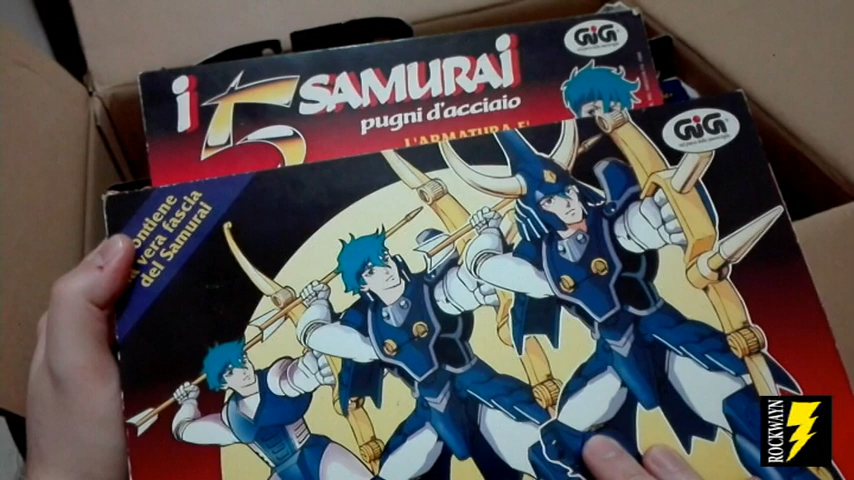 i 5 SAMURAi
pugni d'acciaio
L'ARMATURA E'
GiG
GiG
contiene
la vera fascia
del Samurai
ROCKWAYN